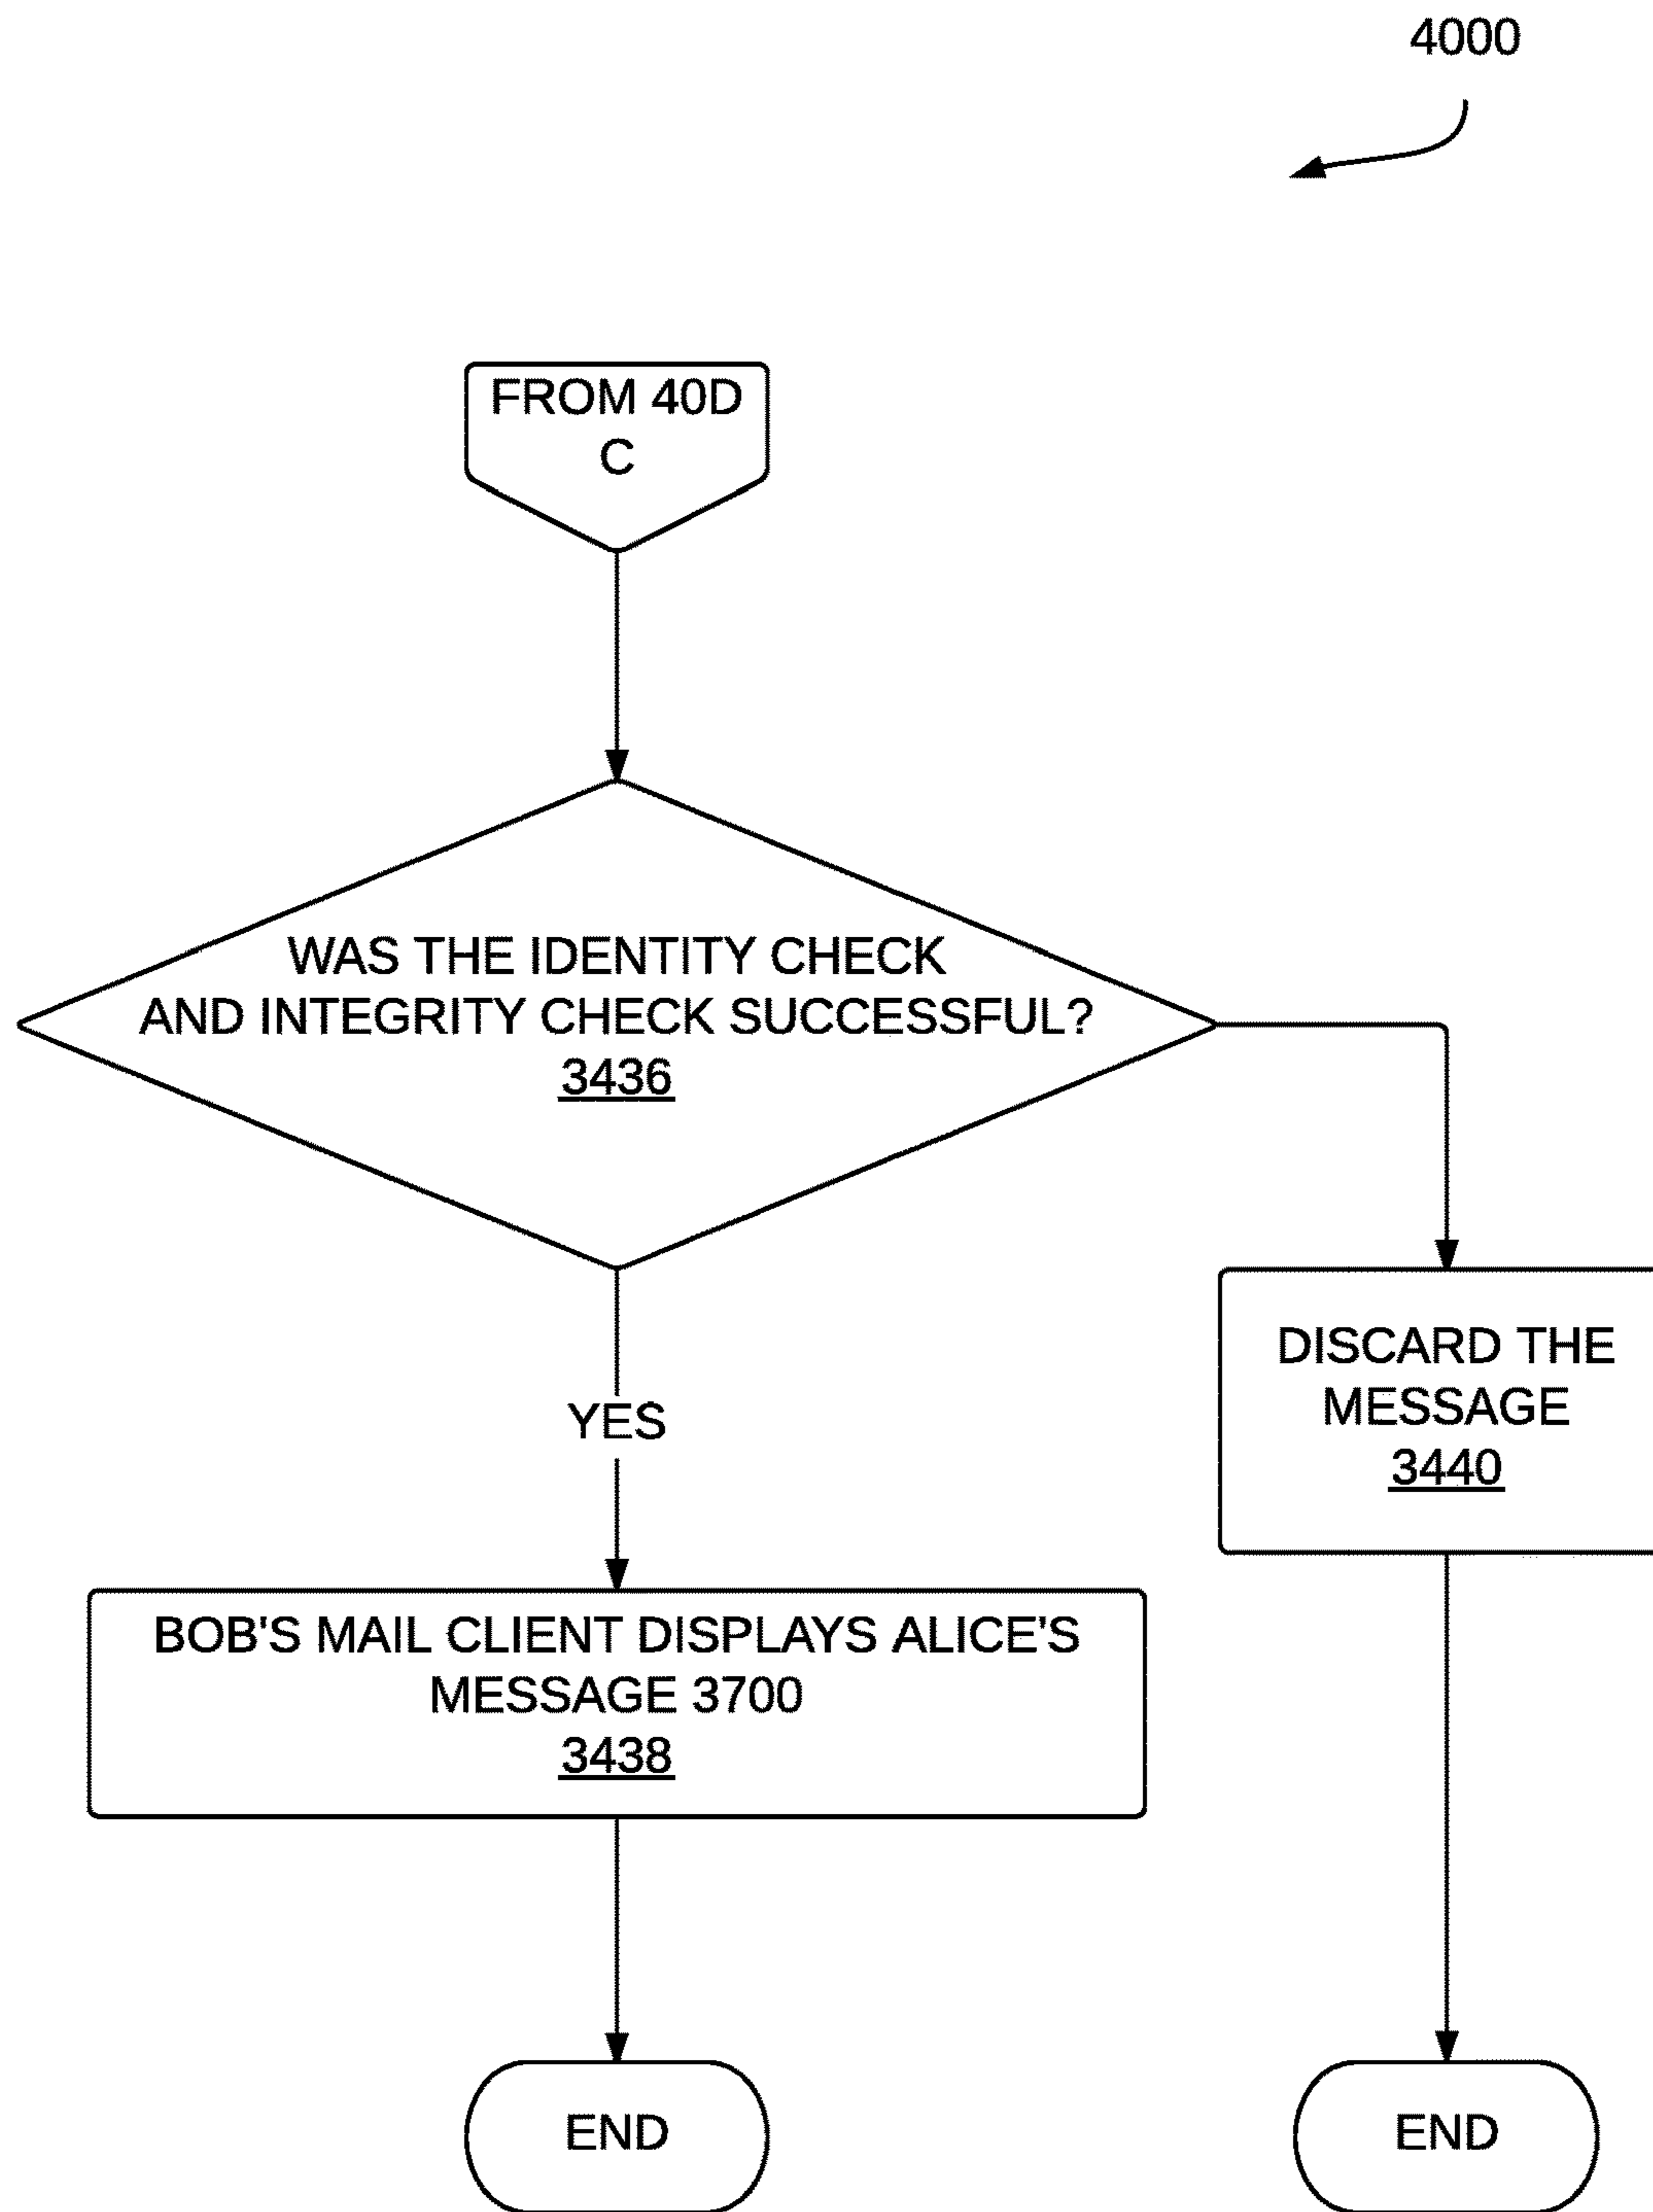 4000
FROM 40D
C
WAS THE IDENTITY CHECK
AND INTEGRITY CHECK SUCCESSFUL?
3436
YES
DISCARD THE
MESSAGE
3440
BOB'S MAIL CLIENT DISPLAYS ALICE'S
MESSAGE 3700
3438
END
END